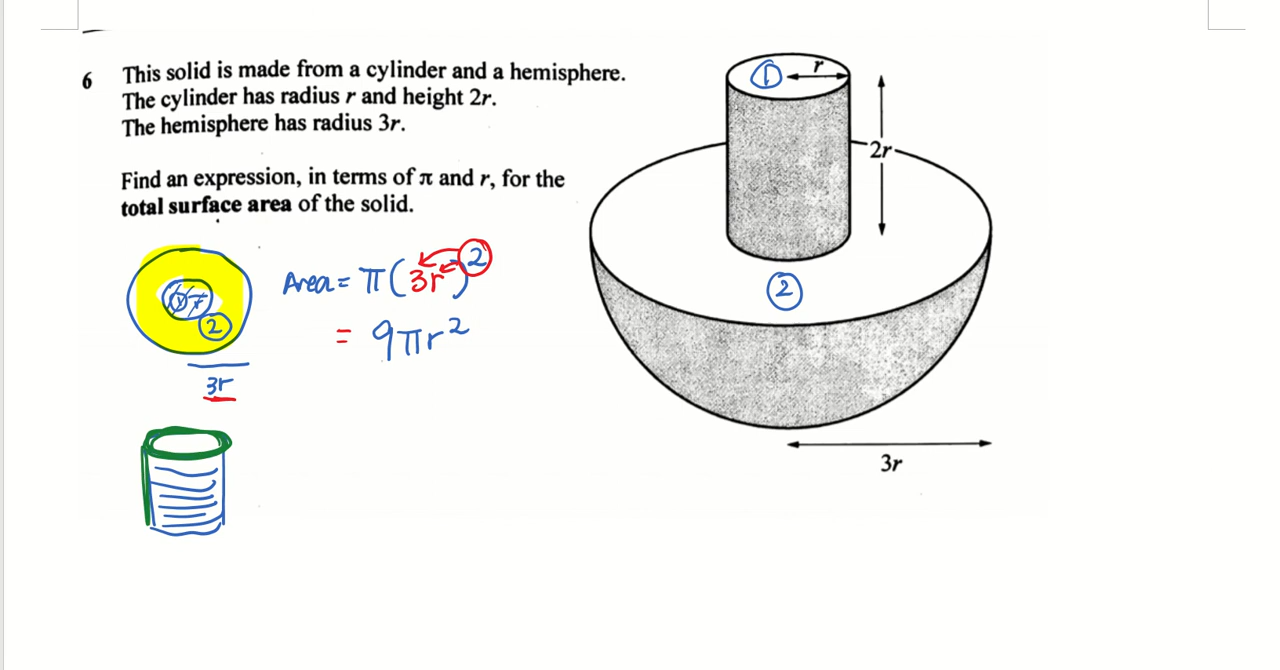 6 This solid is made from a cylinder and a hemisphere.
The cylinder has radius r and height 2r.
The hemisphere has radius 3r.
Find an expression, in terms of π and r, for the
total surface area of the solid.
① r
2r
②
3r
Area = π(3r)²
= 9πr²
②
3r